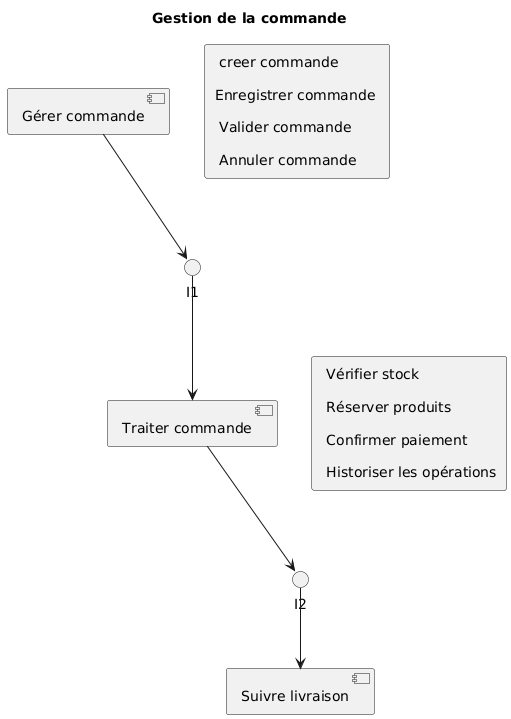 Gestion de la commande
creer commande
Enregistrer commande
Valider commande
Annuler commande
Gérer commande
I1
Vérifier stock
Réserver produits
Confirmer paiement
Historiser les opérations
Traiter commande
I2
Suivre livraison